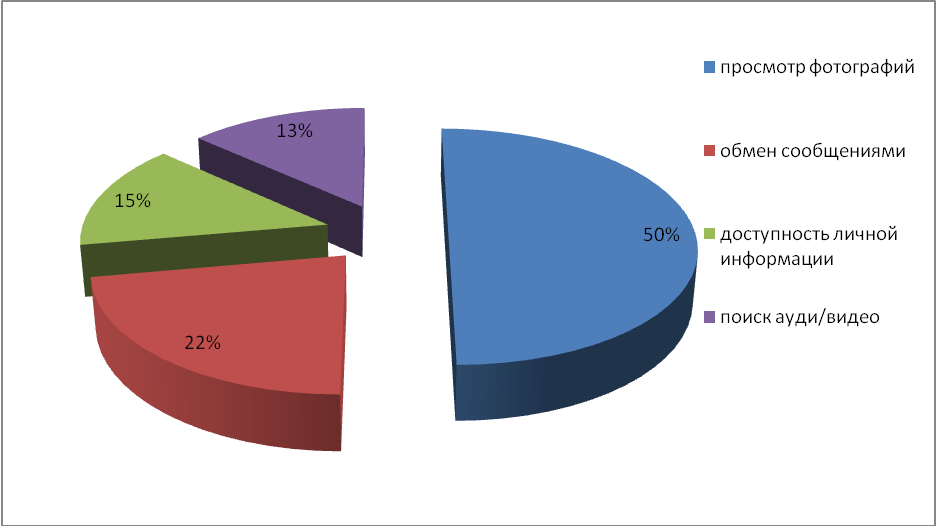 просмотр фотографий
13%
обмен сообщениями
15%
50%
доступность личной
информации
поиск ауди/видео
22%